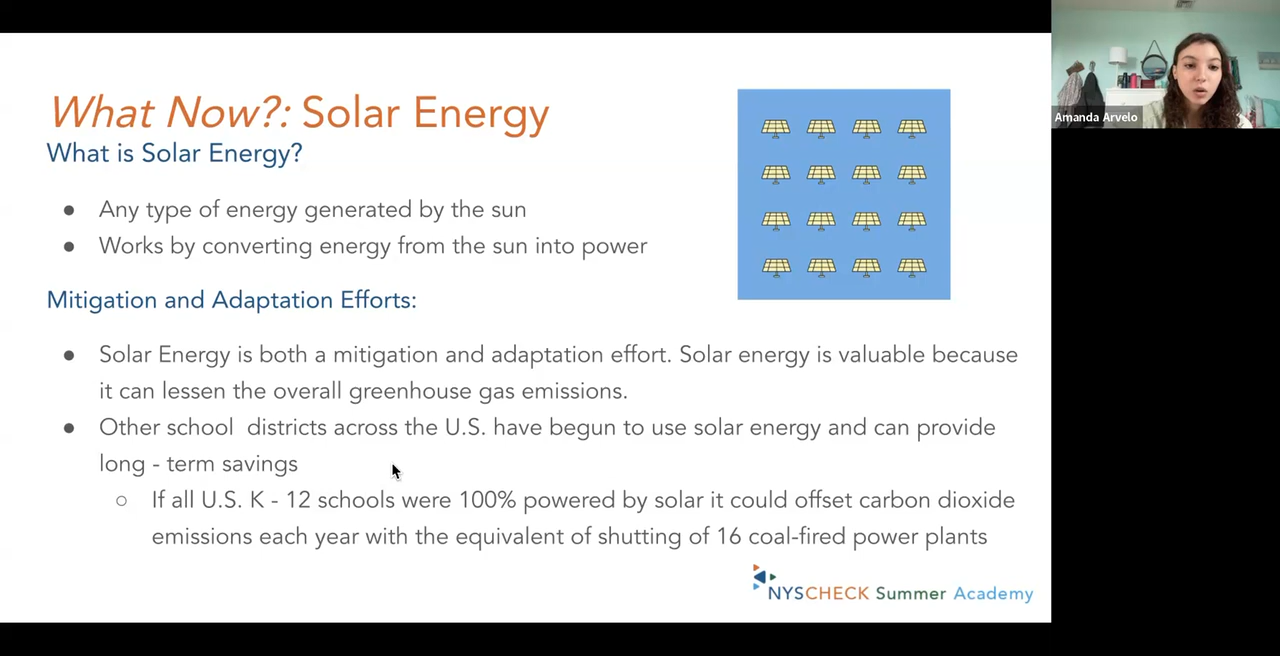 What Now?: Solar Energy
What is Solar Energy?
● Any type of energy generated by the sun
● Works by converting energy from the sun into power
Mitigation and Adaptation Efforts:
● Solar Energy is both a mitigation and adaptation effort. Solar energy is valuable because
it can lessen the overall greenhouse gas emissions.
● Other school  districts across the U.S. have begun to use solar energy and can provide
long - term savings
○ If all U.S. K - 12 schools were 100% powered by solar it could offset carbon dioxide
emissions each year with the equivalent of shutting of 16 coal-fired power plants
NYSCHECK Summer Academy
Amanda Arvelo